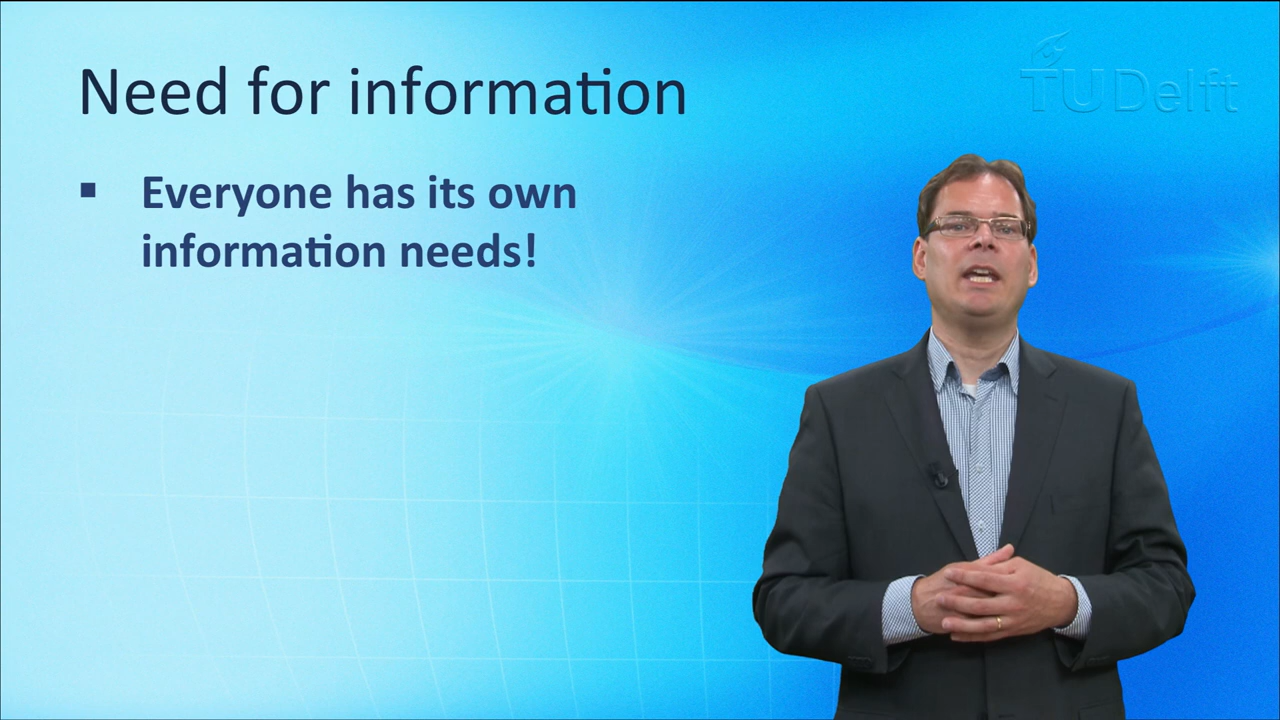 TU Delft
Need for information
▪ Everyone has its own
information needs!